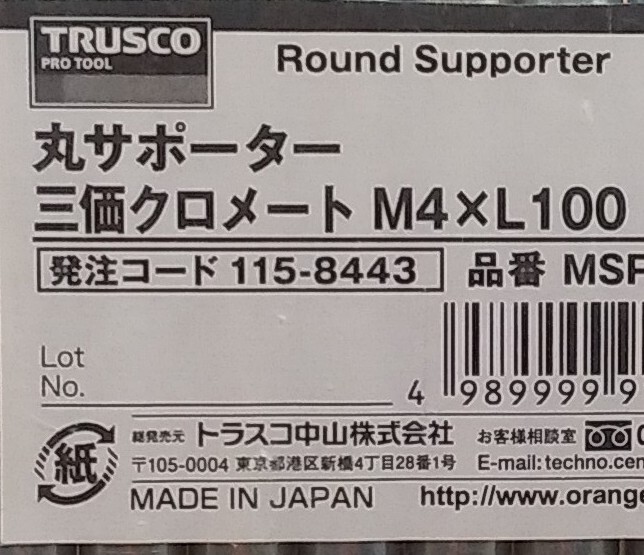 TRUSCO
PRO TOOL
Round Supporter
丸サポーター
三価クロメート M4×L100
発注コード 115-8443 品番 MSF
Lot
No.
4 989999 9
紙
総発売元 トラスコ中山株式会社 お客様相談室
〒105-0004 東京都港区新橋4丁目28番1号 E-mail:techno.cen
MADE IN JAPAN http://www.orange